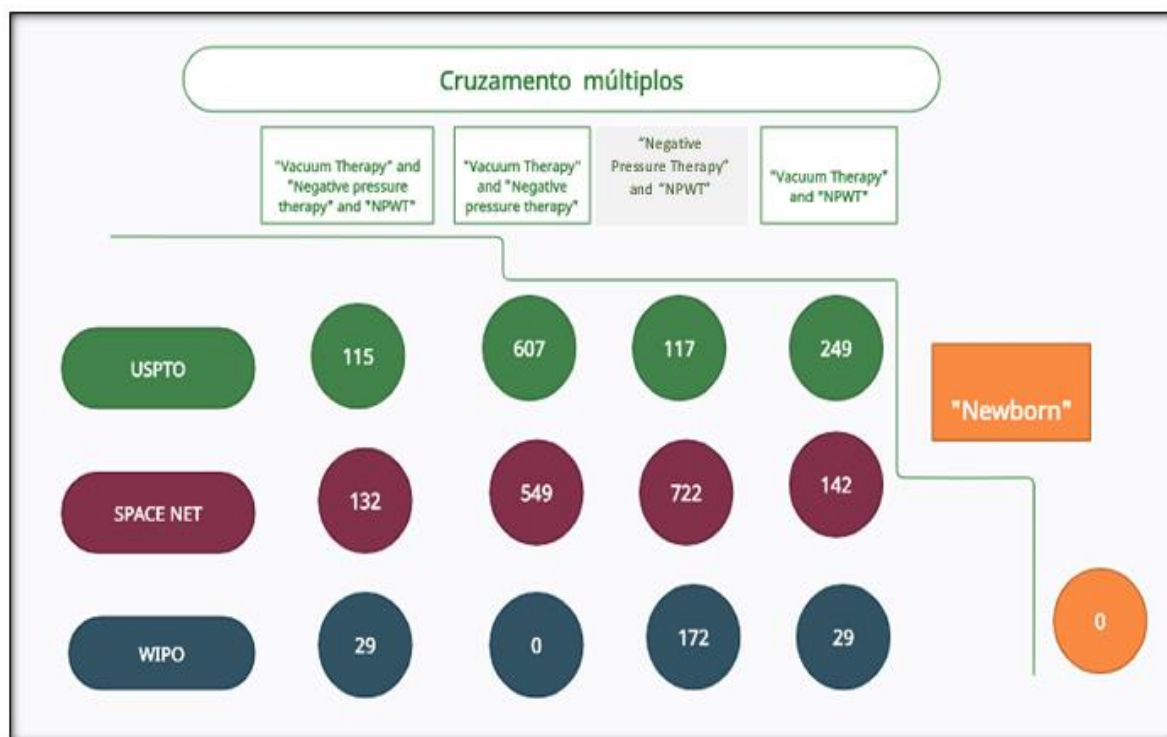 Cruzamento múltiplos
"Vacuum Therapy" and
"Negative pressure
therapy" and "NPWT"
"Vacuum Therapy"
and "Negative
pressure therapy"
"Negative
Pressure Therapy"
and "NPWT"
"Vacuum Therapy"
and "NPWT"
USPTO
115
607
117
249
"Newborn"
SPACE NET
132
549
722
142
WIPO
29
0
172
29
0